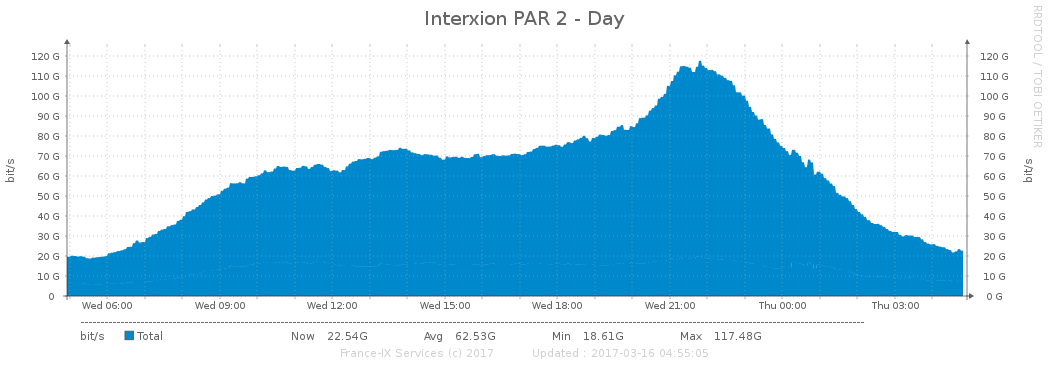 Interxion PAR 2 - Day
RRDTOOL / TOBI OETIKER
bit/s
120 G 120 G
110 G 110 G
100 G 100 G
90 G 90 G
80 G 80 G
70 G 70 G
60 G 60 G
50 G 50 G
40 G 40 G
30 G 30 G
20 G 20 G
10 G 10 G
0 0 G
bit/s
Wed 06:00 Wed 09:00 Wed 12:00 Wed 15:00 Wed 18:00 Wed 21:00 Thu 00:00 Thu 03:00
bit/s Total Now 22.54G Avg 62.53G Min 18.61G Max 117.48G
France-IX Services (c) 2017 Updated : 2017-03-16 04:55:05